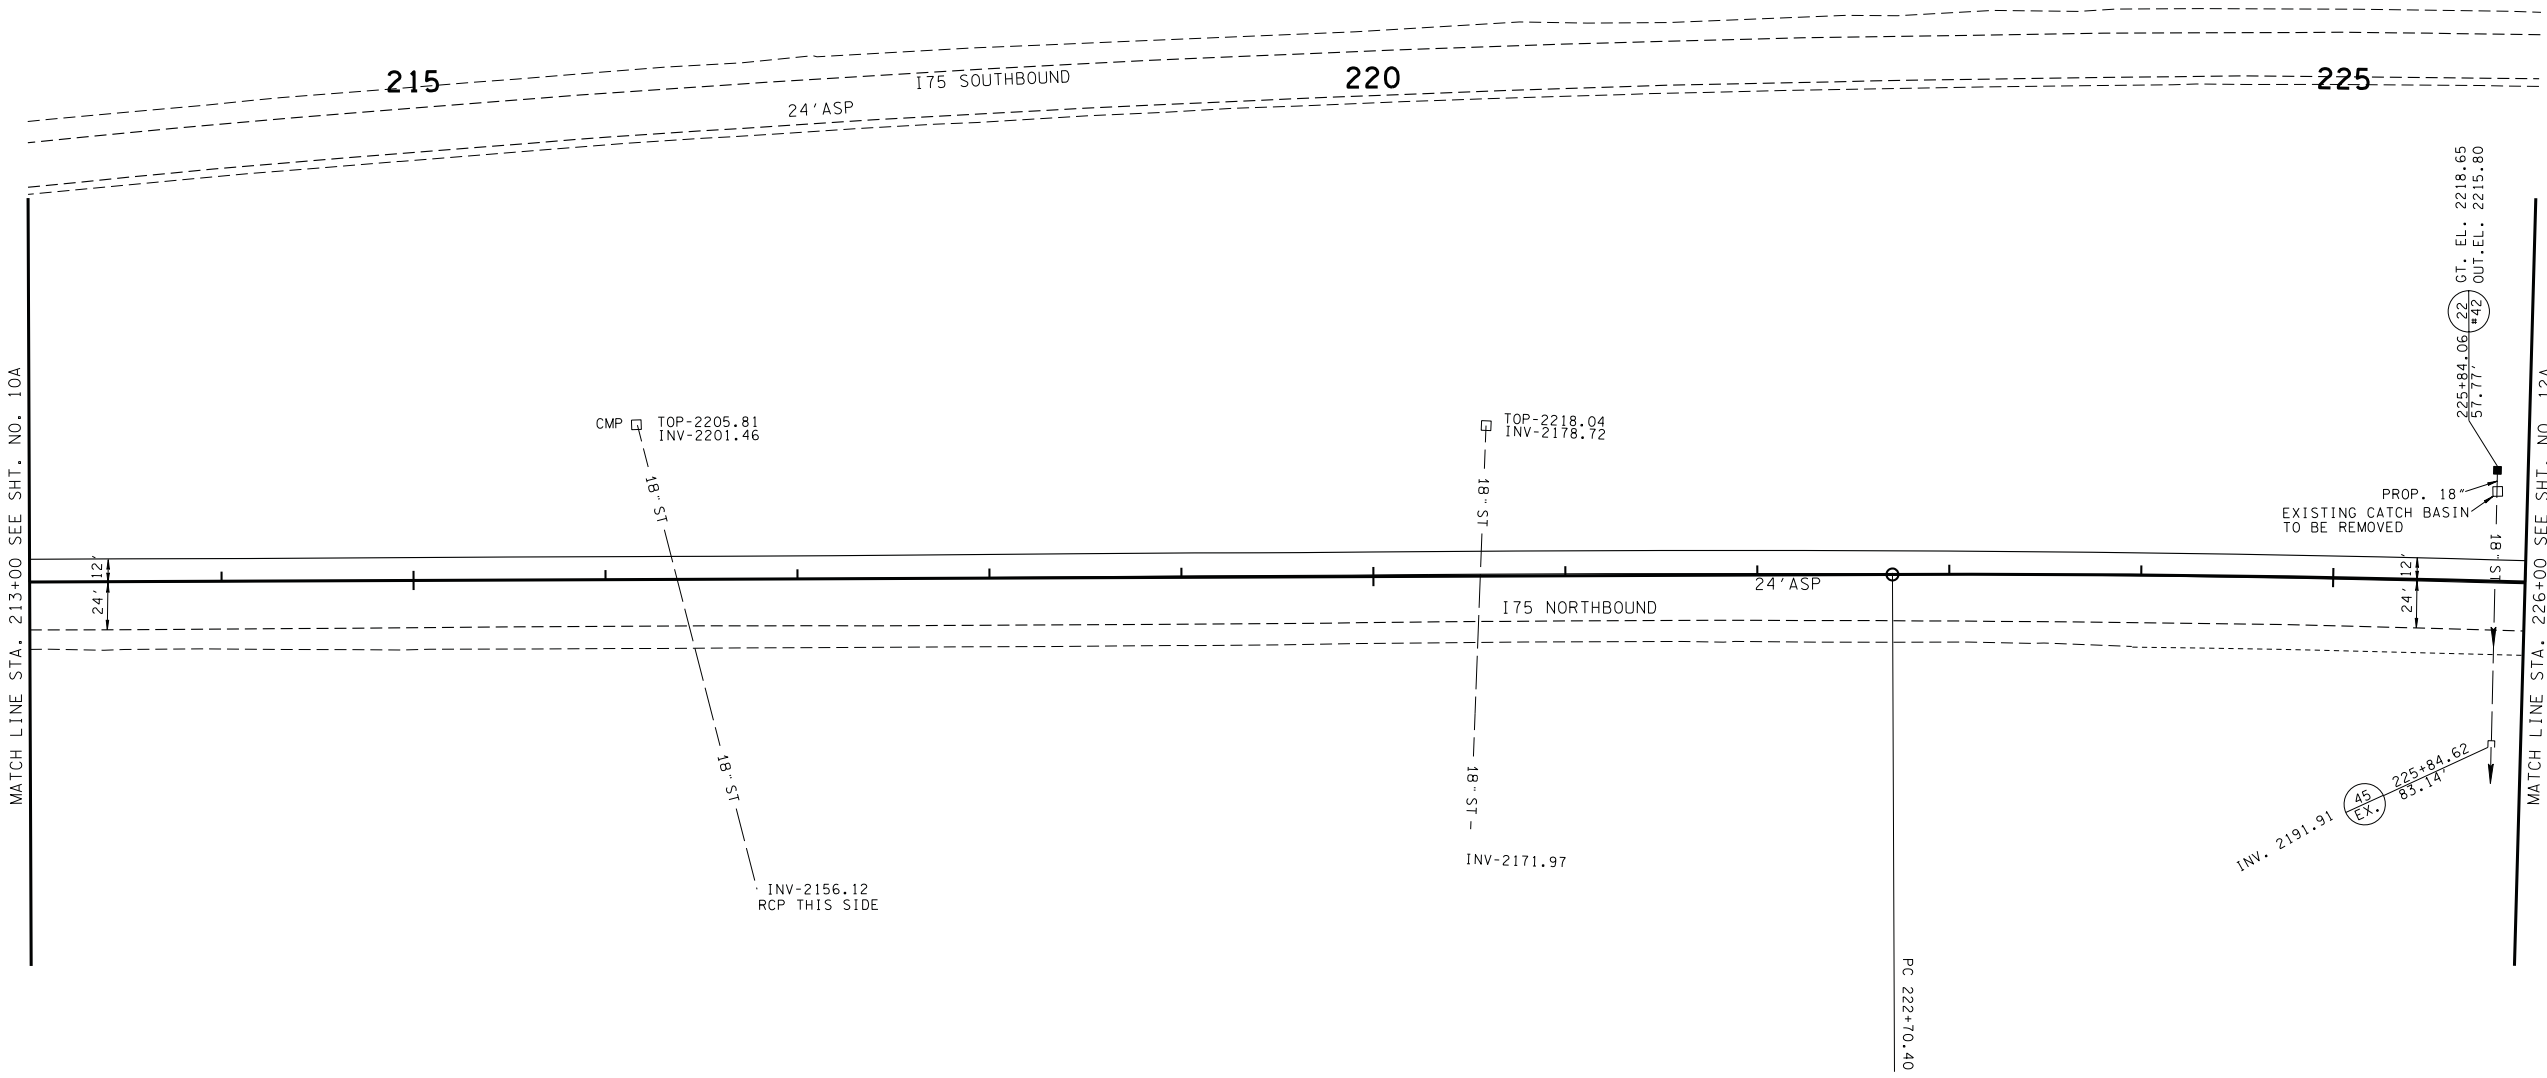 215
220
225
I75 SOUTHBOUND
24'ASP
MATCH LINE STA. 213+00 SEE SHT. NO. 10A
CMP
TOP-2205.81
INV-2201.46
18" ST
TOP-2218.04
INV-2178.72
18" ST
225+84.06
57.77'
22
#42
GT. EL. 2218.65
OUT.EL. 2215.80
PROP. 18"
EXISTING CATCH BASIN
TO BE REMOVED
18" ST
12'
24'
24'ASP
I75 NORTHBOUND
12'
24'
18" ST
18" ST
INV-2156.12
RCP THIS SIDE
INV-2171.97
225+84.62
83.14'
45
EX.
INV. 2191.91
PC 222+70.40
MATCH LINE STA. 226+00 SEE SHT. NO. 12A